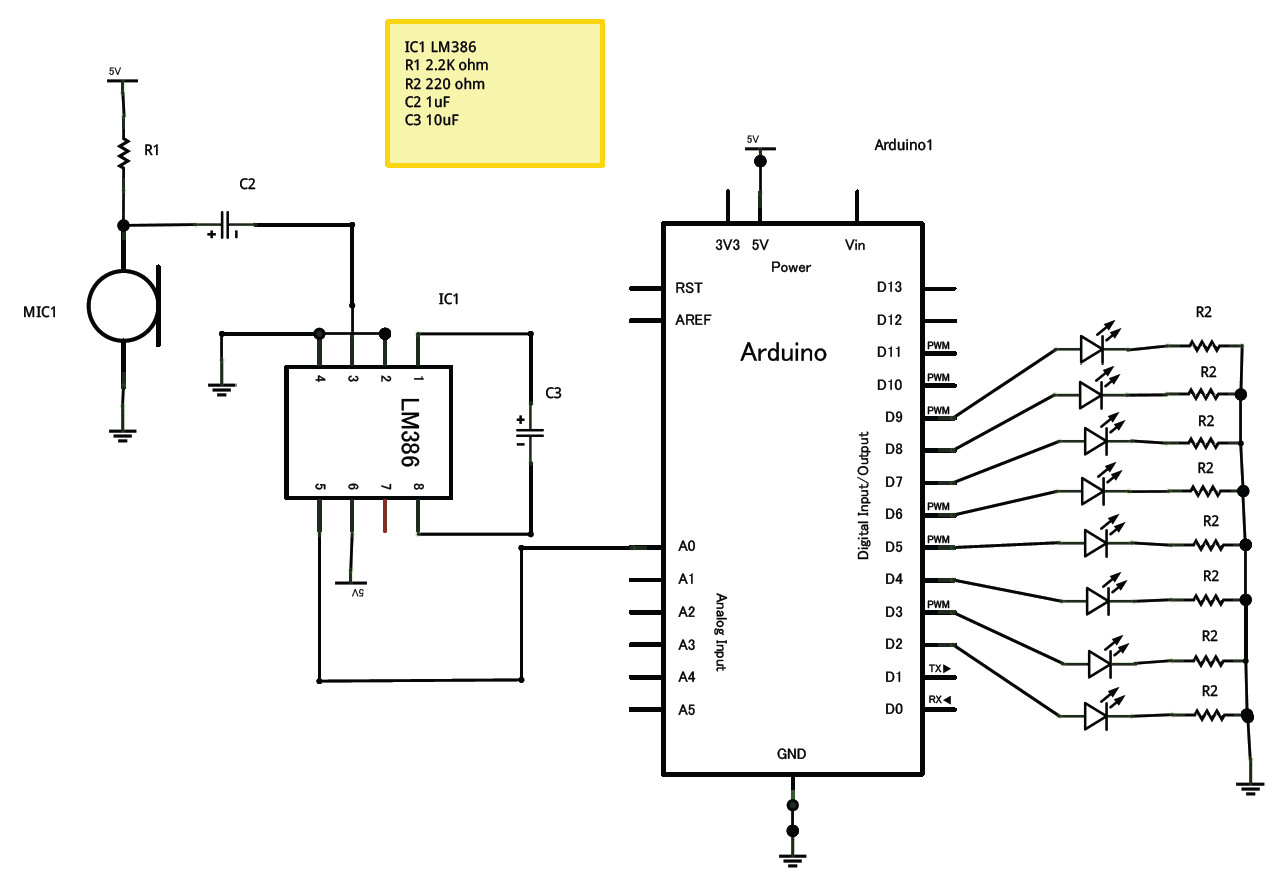 IC1 LM386
R1 2.2K ohm
R2 220 ohm
C2 1uF
C3 10uF
5V
R1
C2
MIC1
IC1
4 3 2 1
LM386
5 6 7 8
5V
C3
5V
Arduino1
3V3 5V Vin
Power
RST
AREF
Arduino
A0
A1
A2
A3
A4
A5
Analog Input
Digital Input/Output
D13
D12
D11 PWM
D10 PWM
D9 PWM
D8
D7
D6 PWM
D5 PWM
D4
D3 PWM
D2
D1 TX
D0 RX
GND
R2
R2
R2
R2
R2
R2
R2
R2